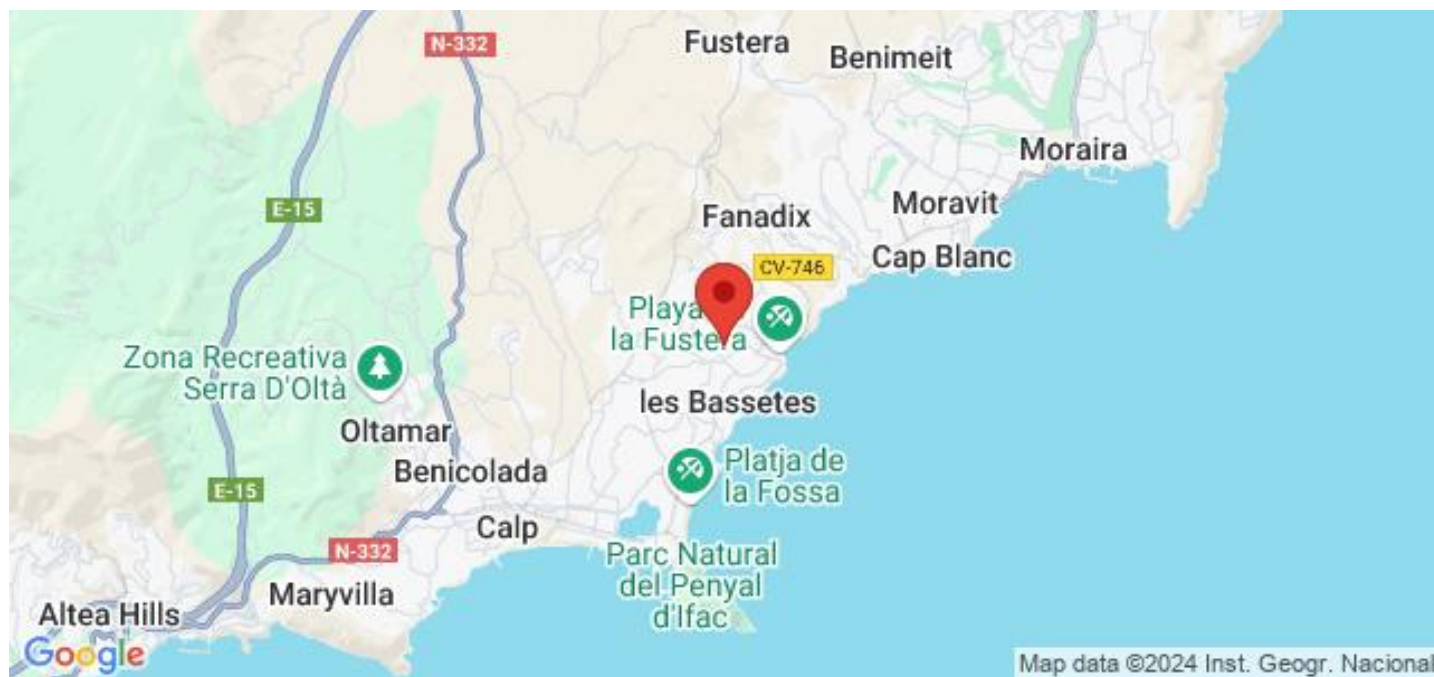 N-332
Fustera
Benimeit
Moraira
E-15
Moravit
Fanadix
Cap Blanc
CV-746
Playa
la Fustera
Zona Recreativa
Serra D'Oltà
les Bassetes
Oltamar
Benicolada
Platja de
la Fossa
E-15
Calp
N-332
Parc Natural
del Penyal
d'Ifac
Maryvilla
Altea Hills
Google
Map data ©2024 Inst. Geogr. Nacional